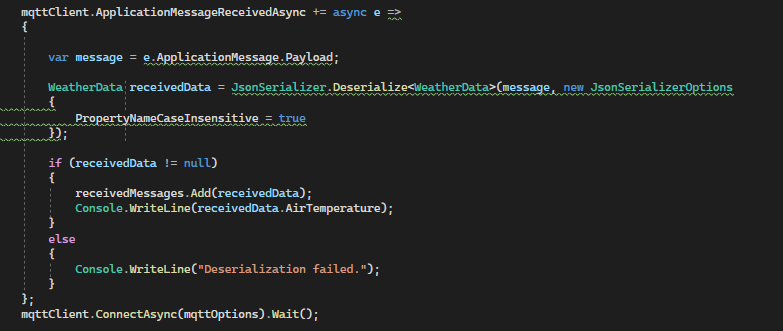 mqttClient.ApplicationMessageReceivedAsync += async e =>
{
var message = e.ApplicationMessage.Payload;
WeatherData receivedData = JsonSerializer.Deserialize<WeatherData>(message, new JsonSerializerOptions
{
PropertyNameCaseInsensitive = true
});
if (receivedData != null)
{
receivedMessages.Add(receivedData);
Console.WriteLine(receivedData.AirTemperature);
}
else
{
Console.WriteLine("Deserialization failed.");
}
};
mqttClient.ConnectAsync(mqttOptions).Wait();